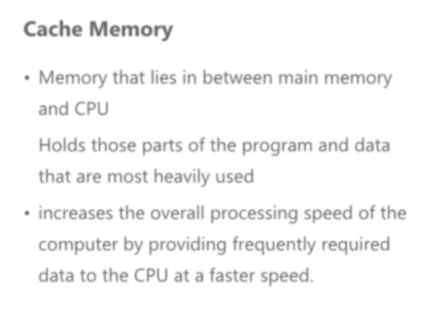 Cache Memory
• Memory that lies in between main memory
and CPU
Holds those parts of the program and data
that are most heavily used
• increases the overall processing speed of the
computer by providing frequently required
data to the CPU at a faster speed.